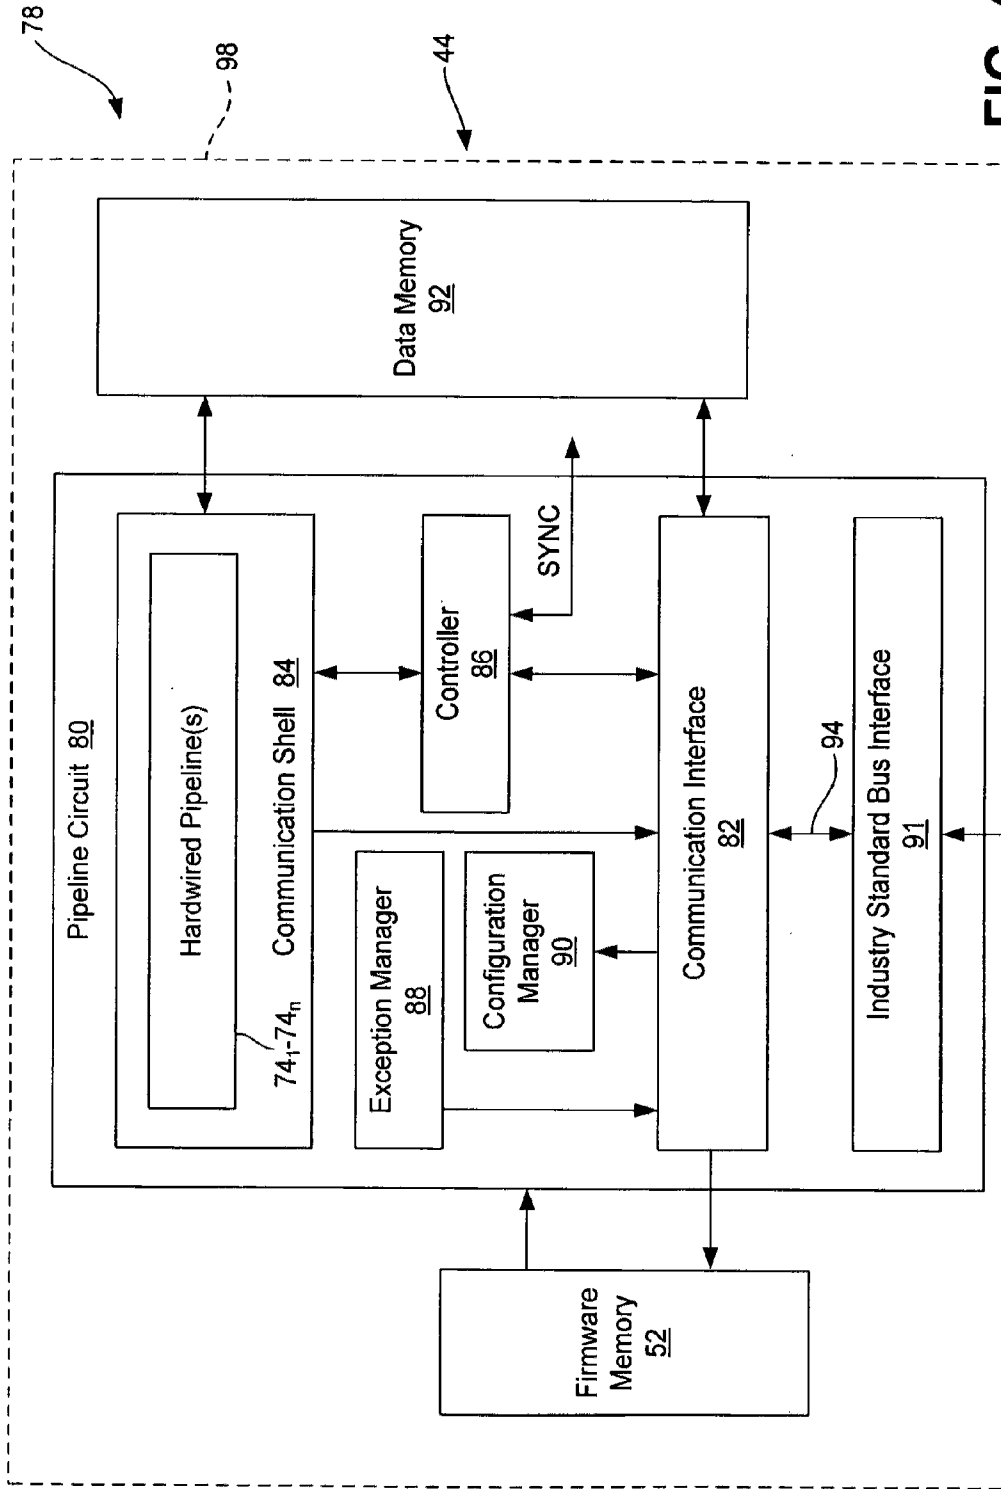 78
98
44
Pipeline Circuit 80
Hardwired Pipeline(s)
74₁-74ₙ
Communication Shell 84
Data Memory
92
Controller
86
SYNC
Exception Manager
88
Configuration
Manager
90
Communication Interface
82
94
Industry Standard Bus Interface
91
Firmware
Memory
52
FIG.